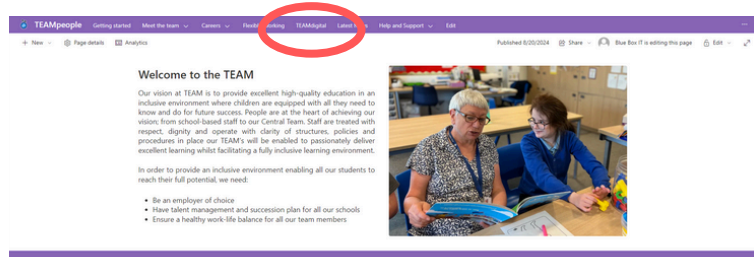 TEAMpeople Getting started Meet the team Careers Flexible working TEAMdigital Latest News Help and Support Edit
+ New Page details Analytics Published 8/20/2024 Share Blue Box IT is editing this page Edit
Welcome to the TEAM
Our vision at TEAM is to provide excellent high-quality education in an
inclusive environment where children are equipped with all they need to
know and do for future success. People are at the heart of achieving our
vision; from school-based staff to our Central Team. Staff are treated with
respect, dignity and operate with clarity of structures, policies and
procedures in place our TEAM's will be enabled to passionately deliver
excellent learning whilst facilitating a fully inclusive learning environment.
In order to provide an inclusive environment enabling all our students to
reach their full potential, we need:
• Be an employer of choice
• Have talent management and succession plan for all our schools
• Ensure a healthy work-life balance for all our team members